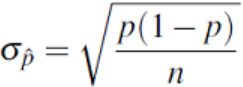 σ_p̂ = √(p(1 − p)/n)